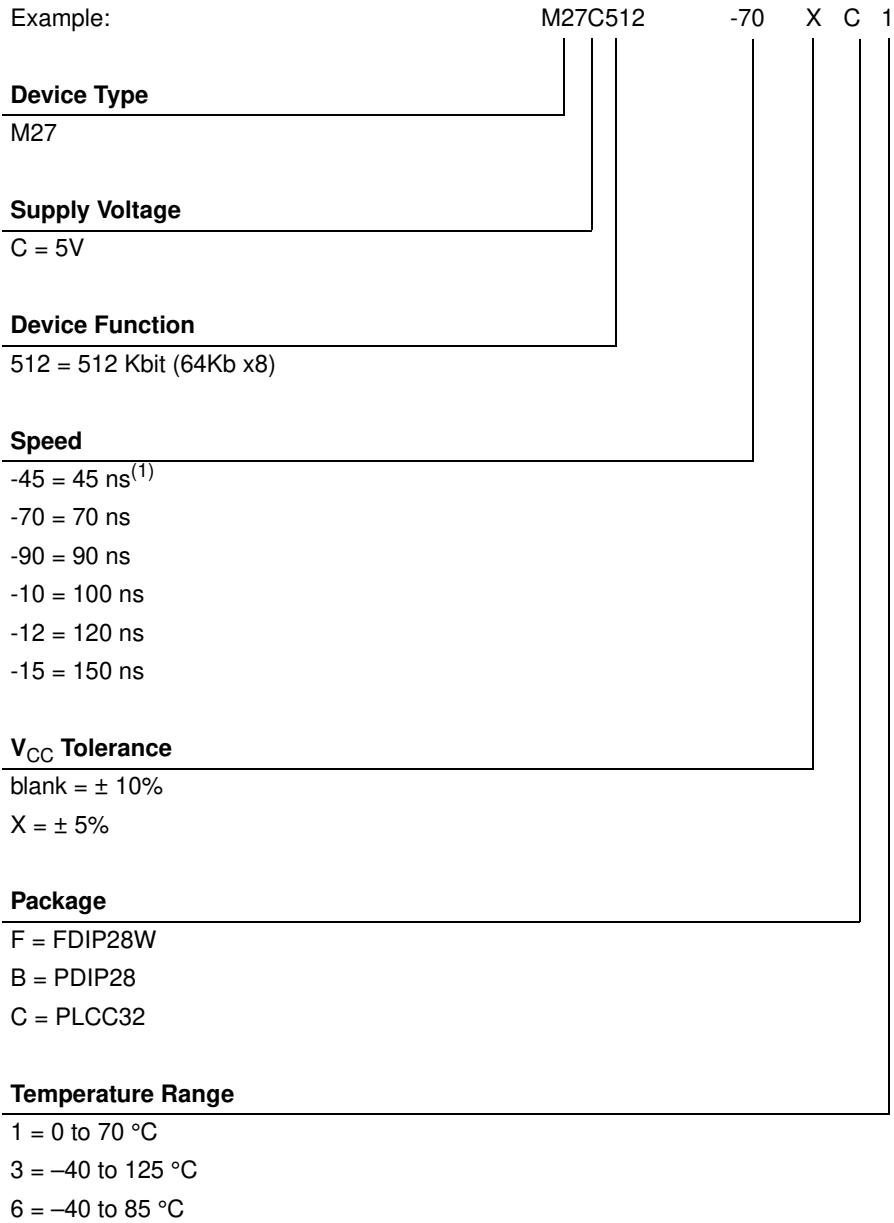 Example: M27C512 -70 X C 1
Device Type
M27
Supply Voltage
C = 5V
Device Function
512 = 512 Kbit (64Kb x8)
Speed
-45 = 45 ns(1)
-70 = 70 ns
-90 = 90 ns
-10 = 100 ns
-12 = 120 ns
-15 = 150 ns
VCC Tolerance
blank = ± 10%
X = ± 5%
Package
F = FDIP28W
B = PDIP28
C = PLCC32
Temperature Range
1 = 0 to 70 °C
3 = –40 to 125 °C
6 = –40 to 85 °C